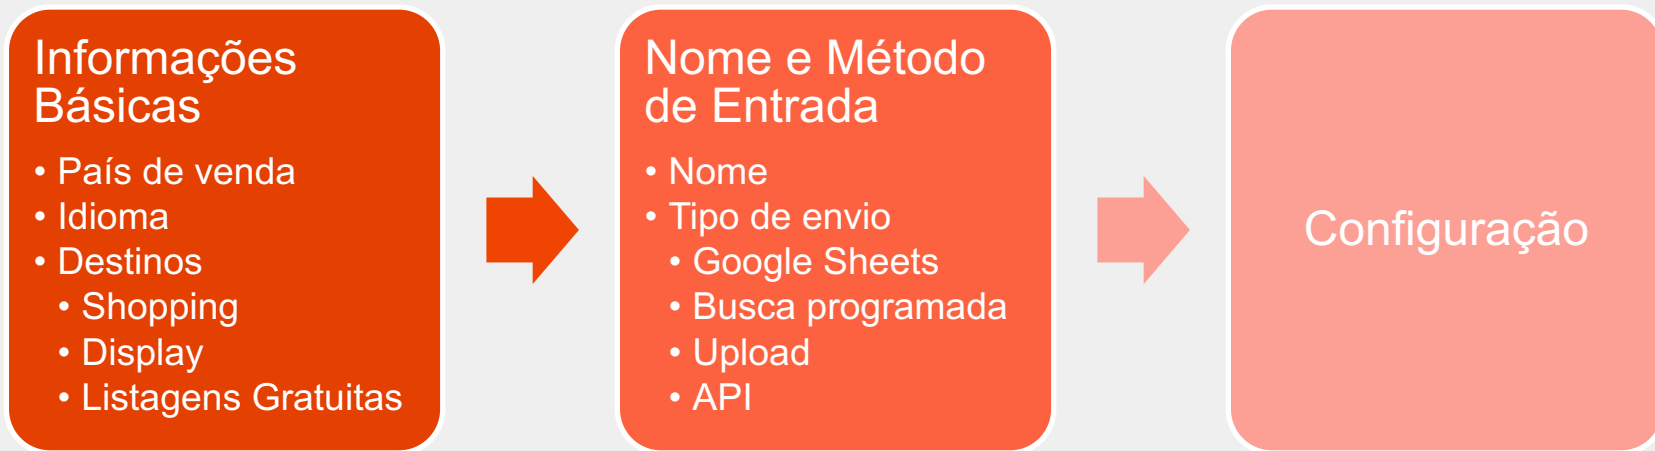 Informações
Básicas
• País de venda
• Idioma
• Destinos
• Shopping
• Display
• Listagens Gratuitas
Nome e Método
de Entrada
• Nome
• Tipo de envio
• Google Sheets
• Busca programada
• Upload
• API
Configuração